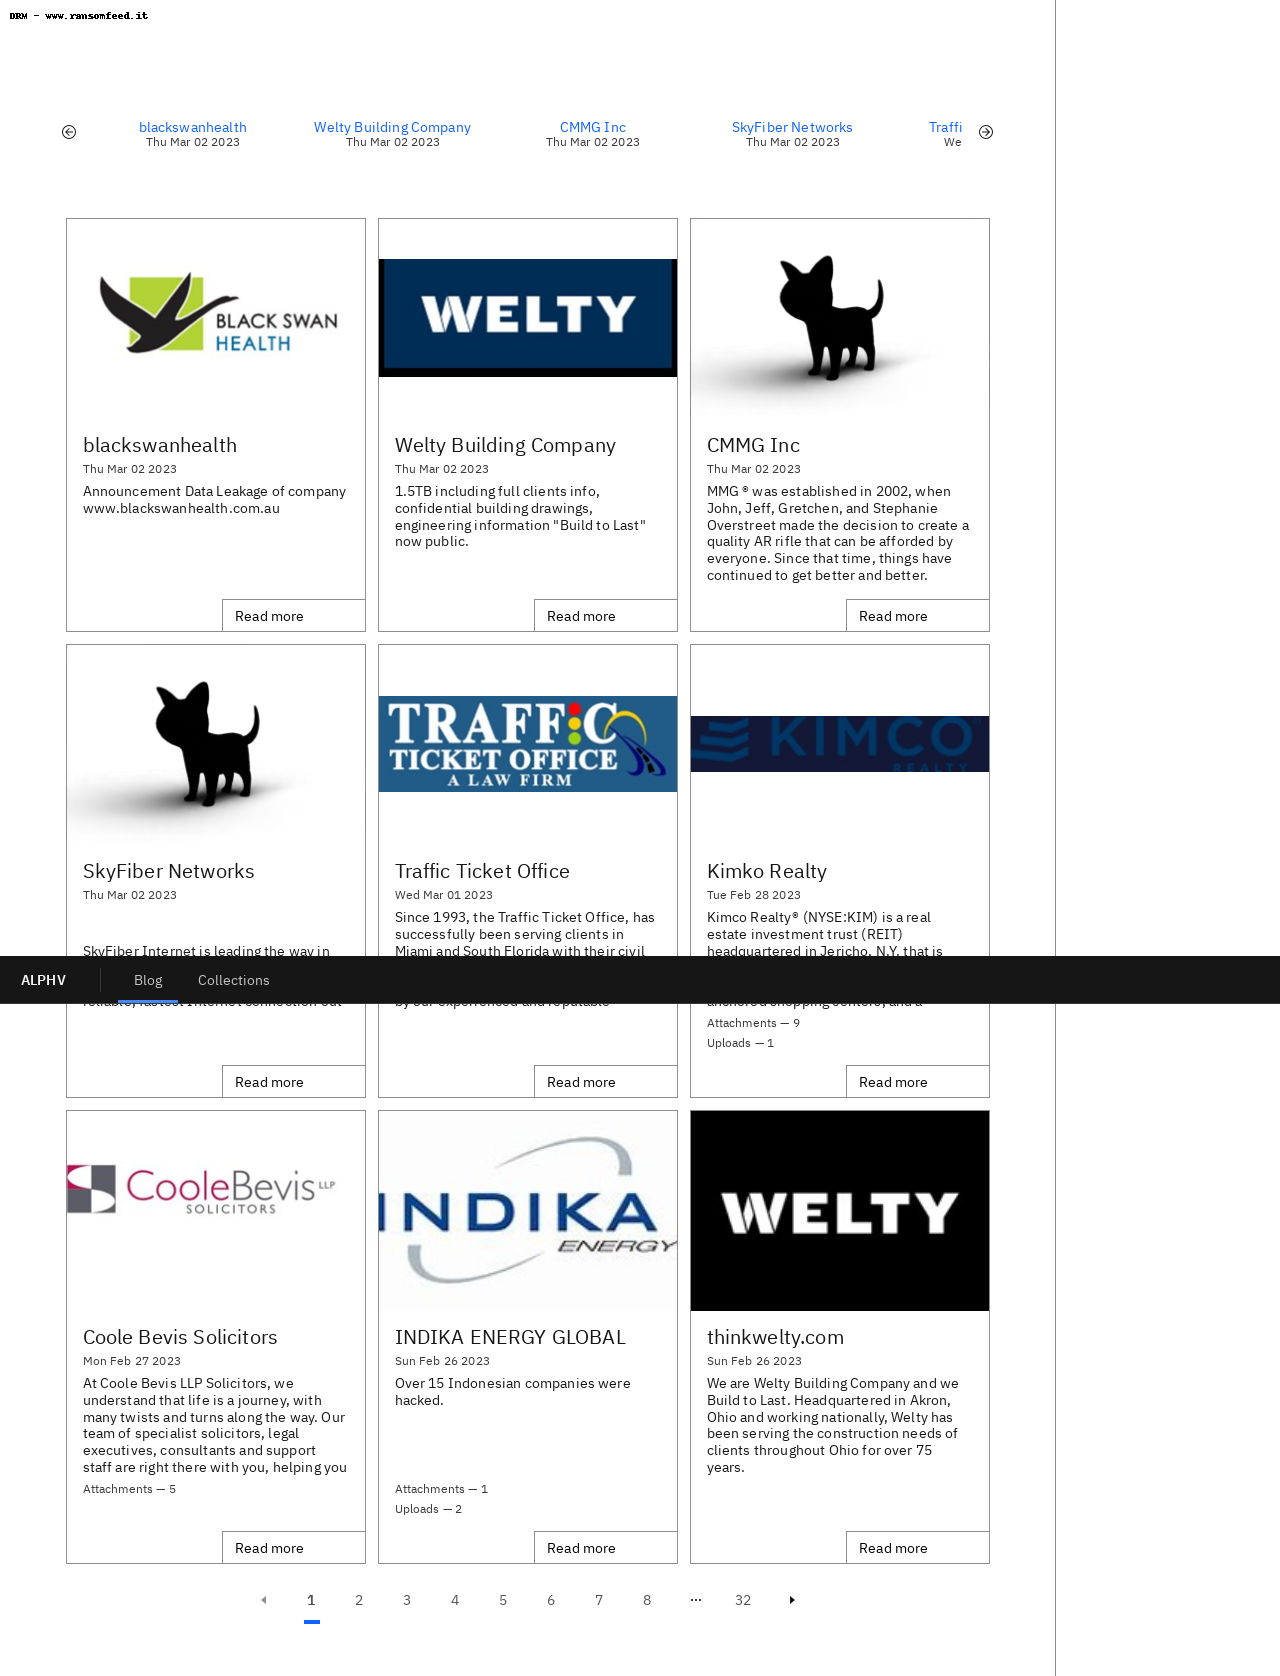 DRM - www.ransomfeed.it
blackswanhealth
Thu Mar 02 2023
Welty Building Company
Thu Mar 02 2023
CMMG Inc
Thu Mar 02 2023
SkyFiber Networks
Thu Mar 02 2023
Traffi
We
BLACK SWAN
HEALTH
blackswanhealth
Thu Mar 02 2023
Announcement Data Leakage of company
www.blackswanhealth.com.au
Read more
WELTY
Welty Building Company
Thu Mar 02 2023
1.5TB including full clients info,
confidential building drawings,
engineering information "Build to Last"
now public.
Read more
CMMG Inc
Thu Mar 02 2023
MMG ® was established in 2002, when
John, Jeff, Gretchen, and Stephanie
Overstreet made the decision to create a
quality AR rifle that can be afforded by
everyone. Since that time, things have
continued to get better and better.
Read more
SkyFiber Networks
Thu Mar 02 2023
SkyFiber Internet is leading the way in
reliable, fastest Internet connection out
Read more
TRAFFIC
TICKET OFFICE
A LAW FIRM
Traffic Ticket Office
Wed Mar 01 2023
Since 1993, the Traffic Ticket Office, has
successfully been serving clients in
Miami and South Florida with their civil
by our experienced and reputable
Read more
KIMCO
REALTY
Kimko Realty
Tue Feb 28 2023
Kimco Realty® (NYSE:KIM) is a real
estate investment trust (REIT)
headquartered in Jericho, N.Y. that is
anchored shopping centers, and a
Attachments — 9
Uploads — 1
Read more
ALPHV
Blog
Collections
CooleBevis LLP
SOLICITORS
Coole Bevis Solicitors
Mon Feb 27 2023
At Coole Bevis LLP Solicitors, we
understand that life is a journey, with
many twists and turns along the way. Our
team of specialist solicitors, legal
executives, consultants and support
staff are right there with you, helping you
Attachments — 5
Read more
INDIKA
ENERGY
INDIKA ENERGY GLOBAL
Sun Feb 26 2023
Over 15 Indonesian companies were
hacked.
Attachments — 1
Uploads — 2
Read more
WELTY
thinkwelty.com
Sun Feb 26 2023
We are Welty Building Company and we
Build to Last. Headquartered in Akron,
Ohio and working nationally, Welty has
been serving the construction needs of
clients throughout Ohio for over 75
years.
Read more
1 2 3 4 5 6 7 8 ... 32